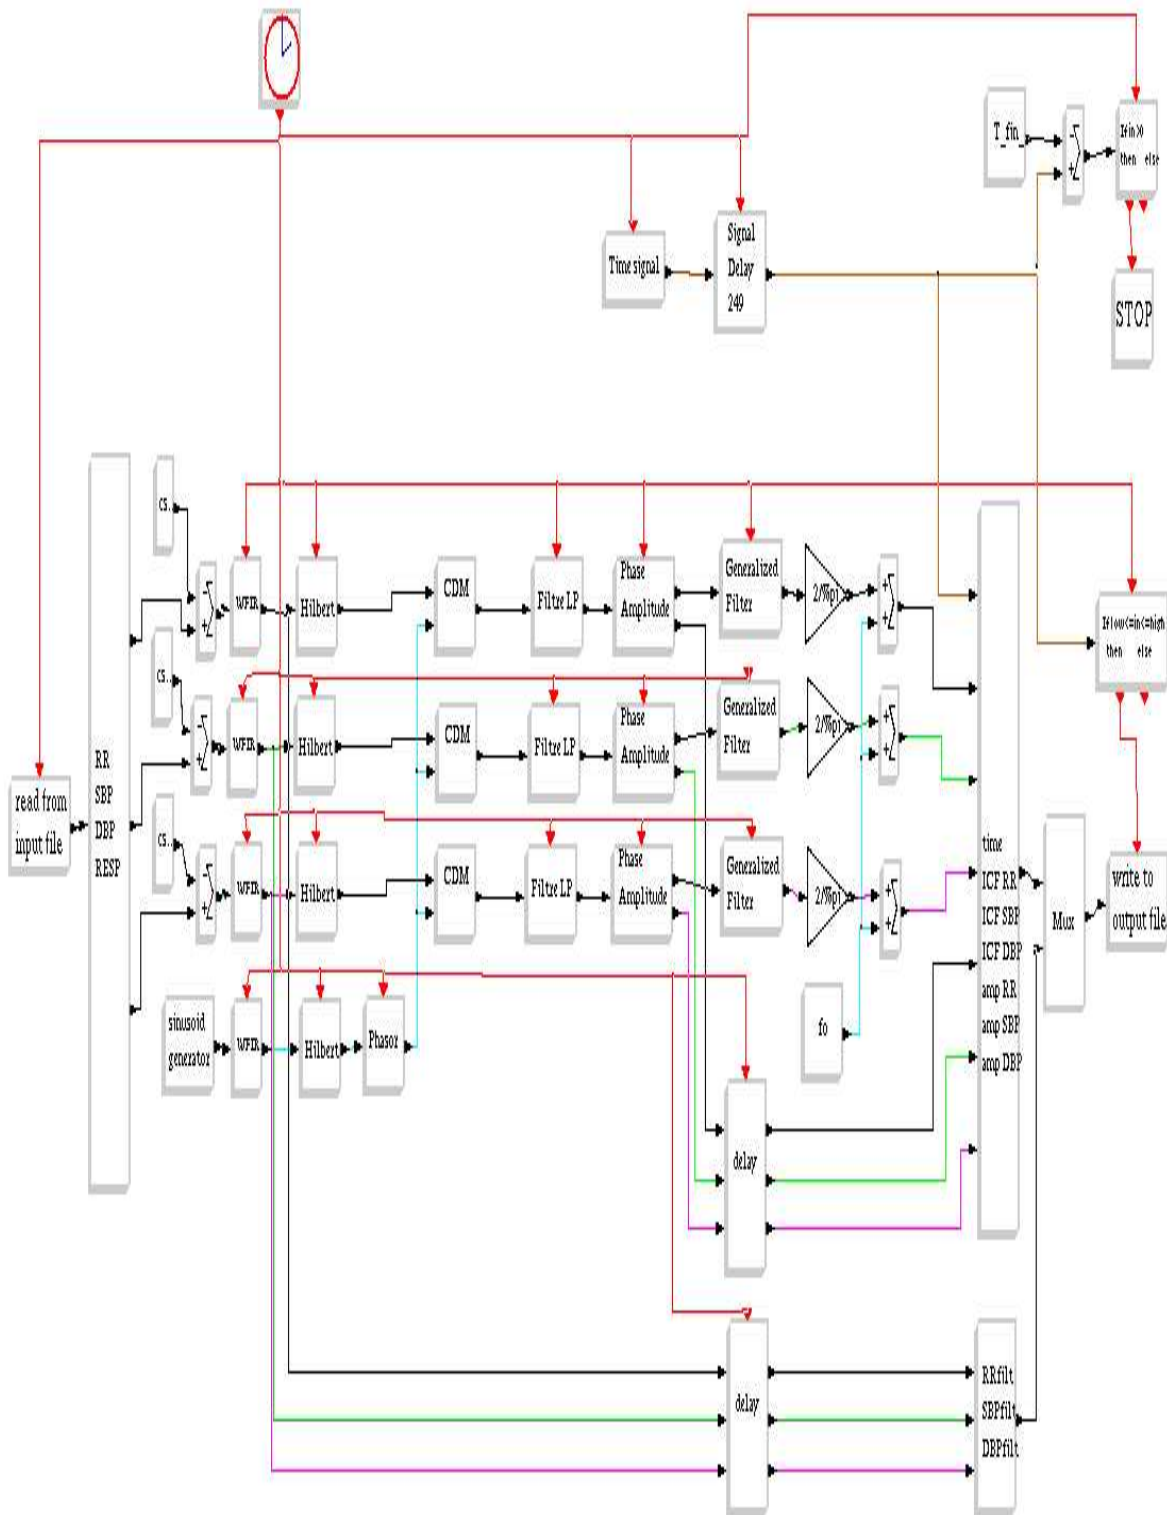 T_fin_
If in>0
then else
Signal
Delay
249
Time signal
STOP
cs..
WFIR
Hilbert
CDM
Filtre LP
Phase
Amplitude
Generalized
Filter
2/%pi
If low<=in<=high
then else
cs..
WFIR
Hilbert
CDM
Filtre LP
Phase
Amplitude
Generalized
Filter
2/%pi
RR
SBP
DBP
RESP
read from
input file
cs..
WFIR
Hilbert
CDM
Filtre LP
Phase
Amplitude
Generalized
Filter
2/%pi
time
ICF RR
ICF SBP
ICF DBP
amp RR
amp SBP
amp DBP
Mux
write to
output file
sinusoid
generator
WFIR
Hilbert
Phasor
fo
delay
delay
RRfilt
SBPfilt
DBPfilt